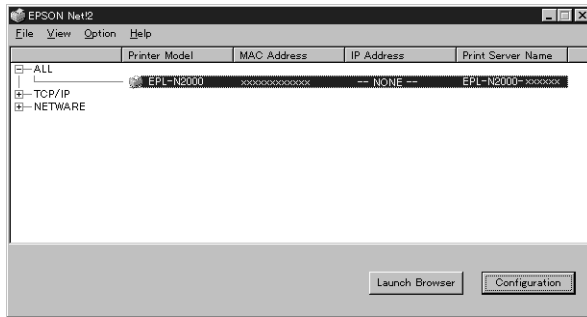 EPSON Net!2
File View Option Help
Printer Model MAC Address IP Address Print Server Name
ALL
EPL-N2000 xxxxxxxxxxxx -- NONE -- EPL-N2000-xxxxxx
TCP/IP
NETWARE
Launch Browser Configuration